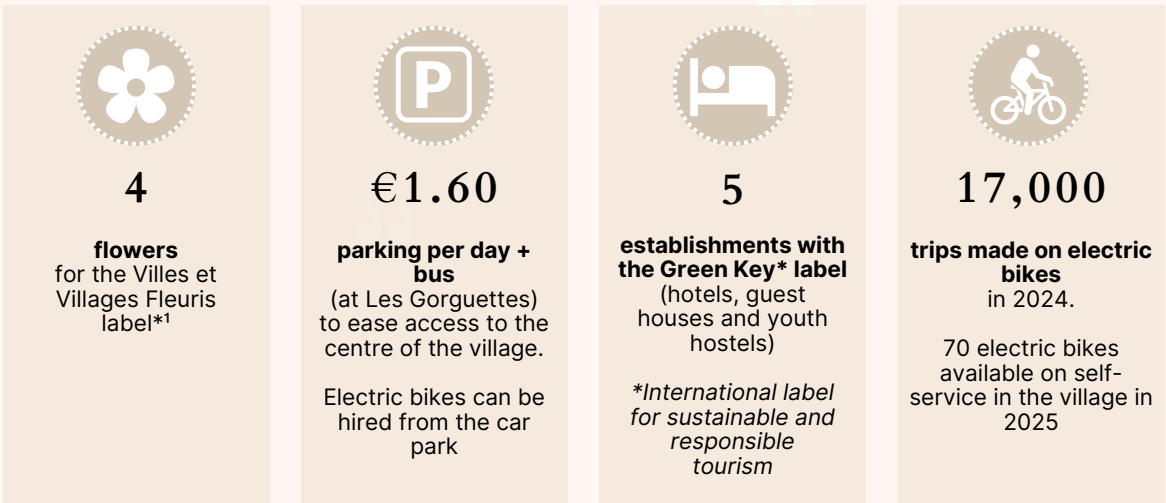 4
flowers
for the Villes et
Villages Fleuris
label*¹
P
€1.60
parking per day +
bus
(at Les Gorguettes)
to ease access to the
centre of the village.
Electric bikes can be
hired from the car
park
5
establishments with
the Green Key* label
(hotels, guest
houses and youth
hostels)
*International label
for sustainable and
responsible
tourism
17,000
trips made on electric
bikes
in 2024.
70 electric bikes
available on self-
service in the village in
2025